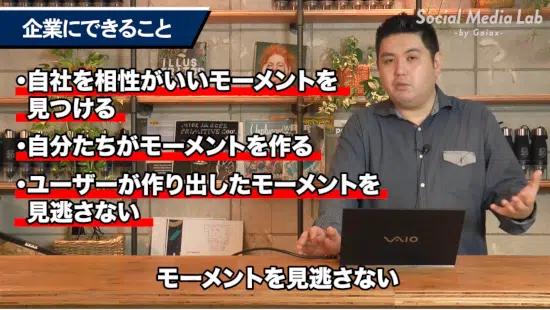 企業にできること
Social Media Lab
-by Gaiax-
・自社を相性がいいモーメントを
見つける
・自分たちがモーメントを作る
・ユーザーが作り出したモーメントを
見逃さない
VAIO
モーメントを見逃さない